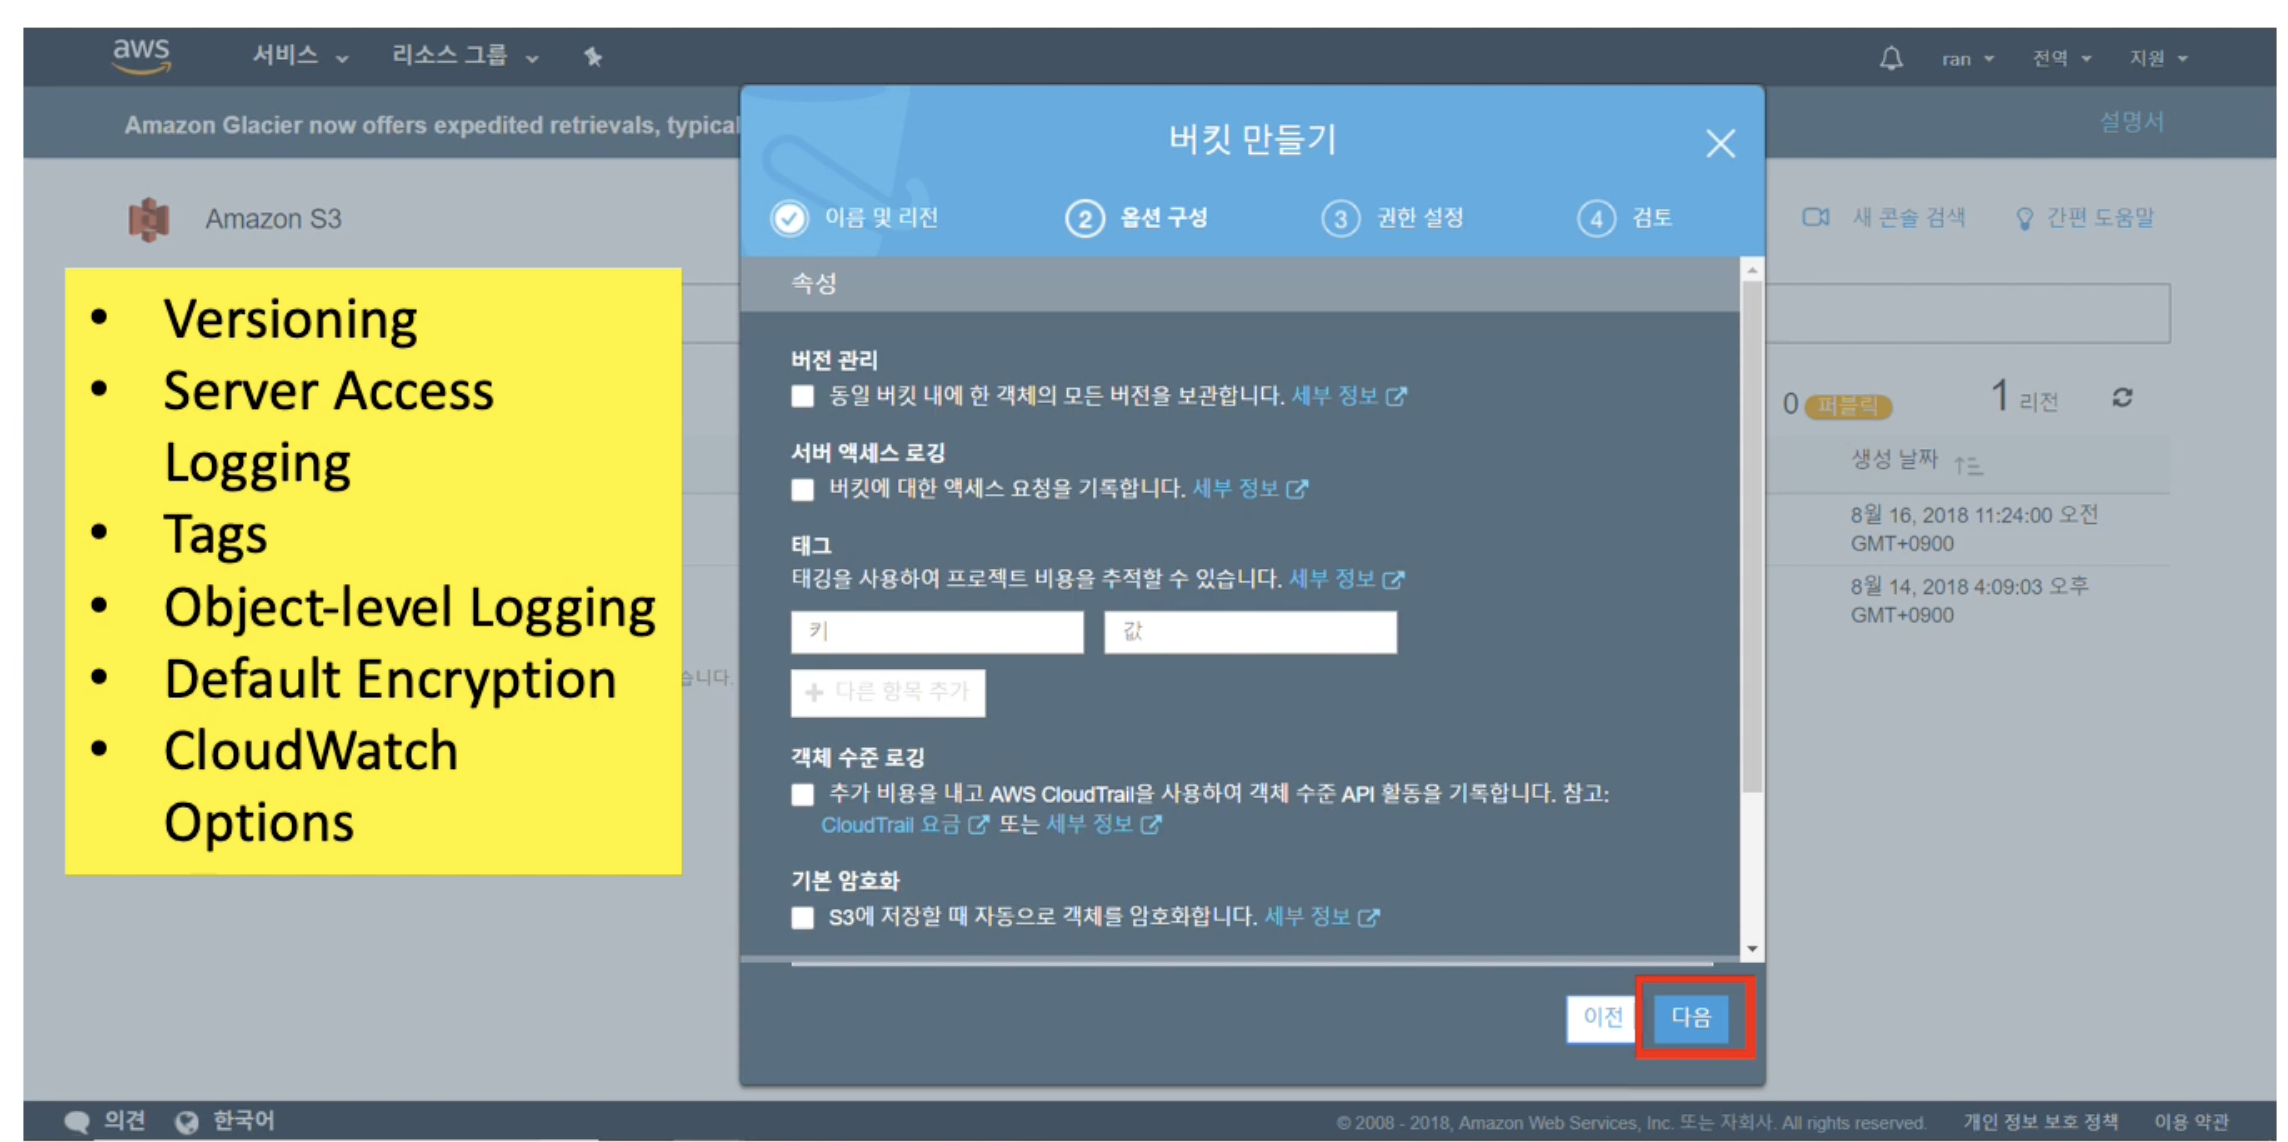 aws 서비스 리소스 그룹 ran 전역 지원
Amazon Glacier now offers expedited retrievals, typical
설명서
버킷 만들기
이름 및 리전 2 옵션 구성 3 권한 설정 4 검토
Amazon S3
새 콘솔 검색 간편 도움말
• Versioning
• Server Access
Logging
• Tags
• Object-level Logging
• Default Encryption
• CloudWatch
Options
습니다.
속성
버전 관리
동일 버킷 내에 한 객체의 모든 버전을 보관합니다. 세부 정보
서버 액세스 로깅
버킷에 대한 액세스 요청을 기록합니다. 세부 정보
태그
태깅을 사용하여 프로젝트 비용을 추적할 수 있습니다. 세부 정보
키 값
+ 다른 항목 추가
객체 수준 로깅
추가 비용을 내고 AWS CloudTrail을 사용하여 객체 수준 API 활동을 기록합니다. 참고:
CloudTrail 요금 또는 세부 정보
기본 암호화
S3에 저장할 때 자동으로 객체를 암호화합니다. 세부 정보
이전 다음
0 퍼블릭 1 리전
생성 날짜
8월 16, 2018 11:24:00 오전
GMT+0900
8월 14, 2018 4:09:03 오후
GMT+0900
의견 한국어
© 2008 - 2018, Amazon Web Services, Inc. 또는 자회사. All rights reserved. 개인 정보 보호 정책 이용 약관